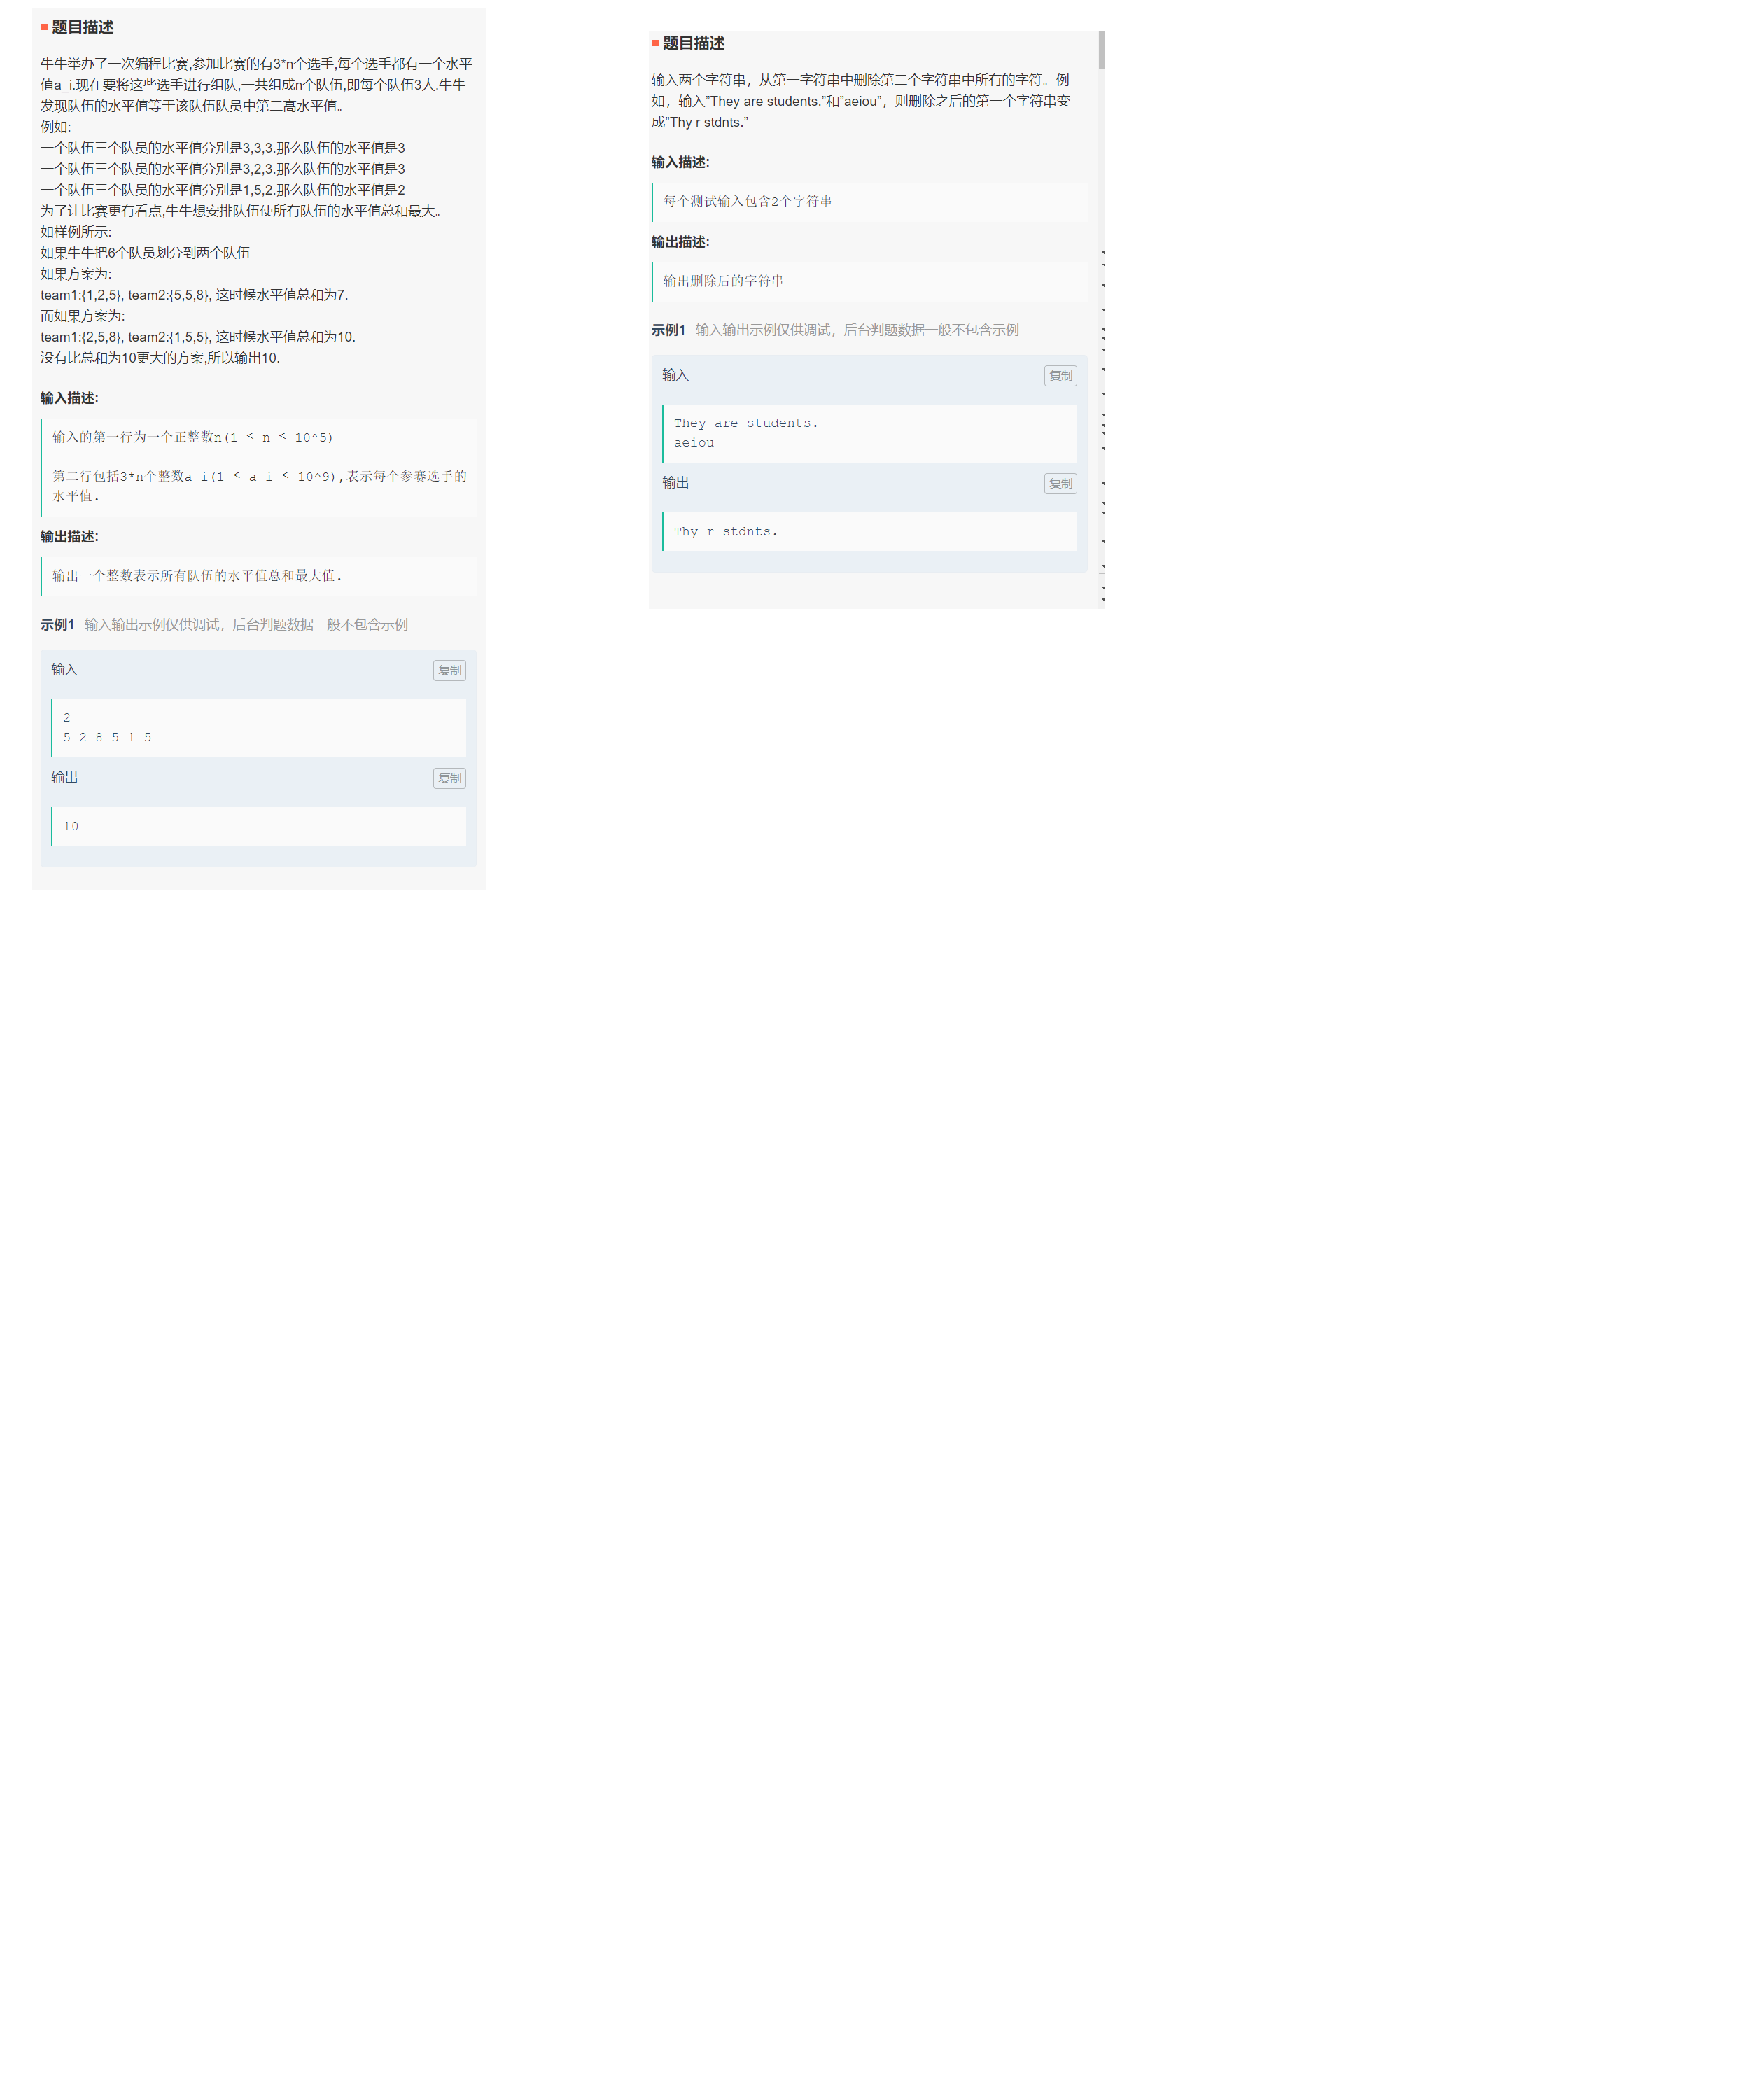 题目描述
牛牛举办了一次编程比赛,参加比赛的有3*n个选手,每个选手都有一个水平
值a_i.现在要将这些选手进行组队,一共组成n个队伍,即每个队伍3人.牛牛
发现队伍的水平值等于该队伍队员中第二高水平值。
例如:
一个队伍三个队员的水平值分别是3,3,3.那么队伍的水平值是3
一个队伍三个队员的水平值分别是3,2,3.那么队伍的水平值是3
一个队伍三个队员的水平值分别是1,5,2.那么队伍的水平值是2
为了让比赛更有看点,牛牛想安排队伍使所有队伍的水平值总和最大。
如样例所示:
如果牛牛把6个队员划分到两个队伍
如果方案为:
team1:{1,2,5}, team2:{5,5,8}, 这时候水平值总和为7.
而如果方案为:
team1:{2,5,8}, team2:{1,5,5}, 这时候水平值总和为10.
没有比总和为10更大的方案,所以输出10.
输入描述:
输入的第一行为一个正整数n(1 ≤ n ≤ 10^5)
第二行包括3*n个整数a_i(1 ≤ a_i ≤ 10^9),表示每个参赛选手的
水平值.
输出描述:
输出一个整数表示所有队伍的水平值总和最大值.
示例1 输入输出示例仅供调试，后台判题数据一般不包含示例
输入 复制
2
5 2 8 5 1 5
输出 复制
10
题目描述
输入两个字符串，从第一字符串中删除第二个字符串中所有的字符。例
如，输入”They are students.”和”aeiou”，则删除之后的第一个字符串变
成”Thy r stdnts.”
输入描述:
每个测试输入包含2个字符串
输出描述:
输出删除后的字符串
示例1 输入输出示例仅供调试，后台判题数据一般不包含示例
输入 复制
They are students.
aeiou
输出 复制
Thy r stdnts.